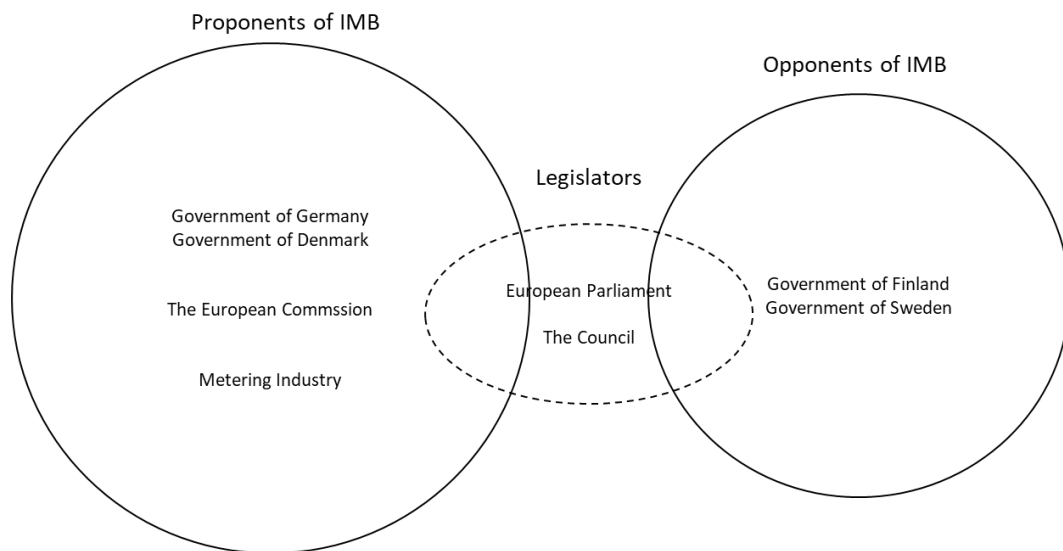 Proponents of IMB
Opponents of IMB
Legislators
Government of Germany
Government of Denmark
The European Commssion
Metering Industry
European Parliament
The Council
Government of Finland
Government of Sweden